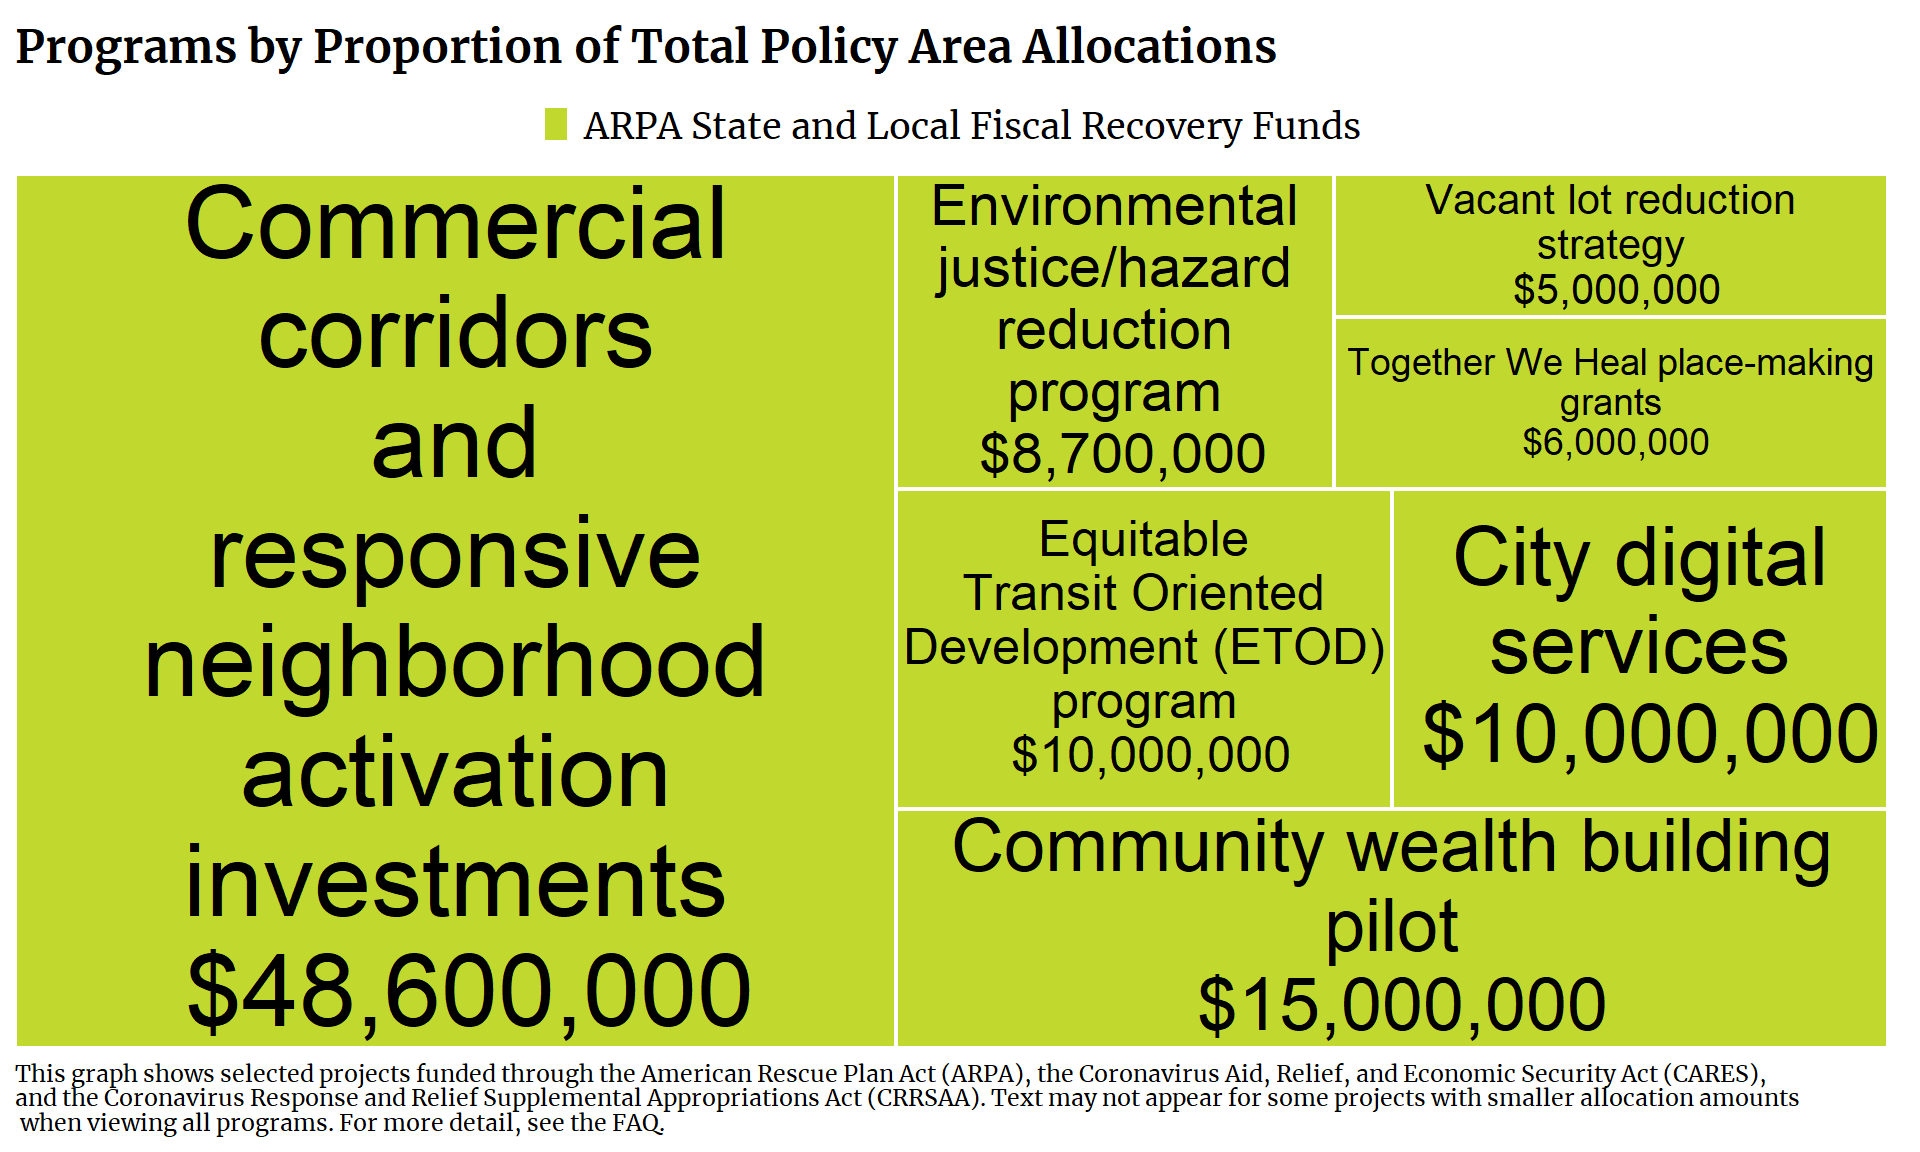 Programs by Proportion of Total Policy Area Allocations
ARPA State and Local Fiscal Recovery Funds
Commercial
corridors
and
responsive
neighborhood
activation
investments
$48,600,000
Environmental
justice/hazard
reduction
program
$8,700,000
Vacant lot reduction
strategy
$5,000,000
Together We Heal place-making
grants
$6,000,000
Equitable
Transit Oriented
Development (ETOD)
program
$10,000,000
City digital
services
$10,000,000
Community wealth building
pilot
$15,000,000
This graph shows selected projects funded through the American Rescue Plan Act (ARPA), the Coronavirus Aid, Relief, and Economic Security Act (CARES),
and the Coronavirus Response and Relief Supplemental Appropriations Act (CRRSAA). Text may not appear for some projects with smaller allocation amounts
when viewing all programs. For more detail, see the FAQ.